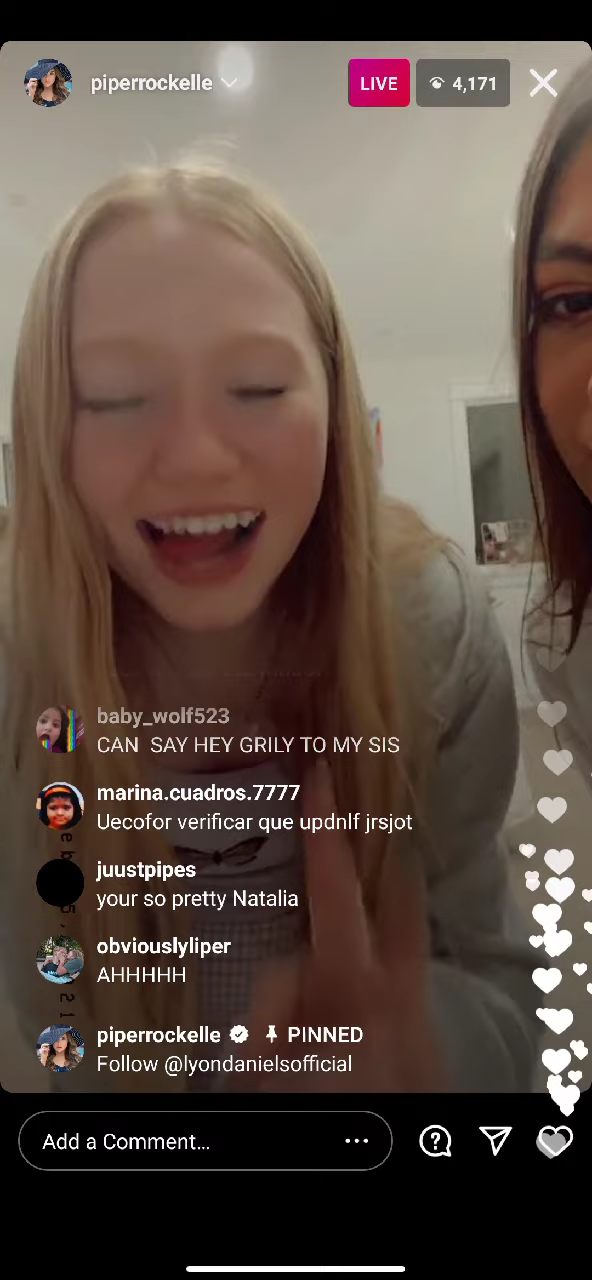 piperrockelle
LIVE
4,171
baby_wolf523
CAN SAY HEY GRILY TO MY SIS
marina.cuadros.7777
Uecofor verificar que updnlf jrsjot
juustpipes
your so pretty Natalia
obviouslyliper
AHHHHH
piperrockelle PINNED
Follow @lyondanielsofficial
Add a Comment...